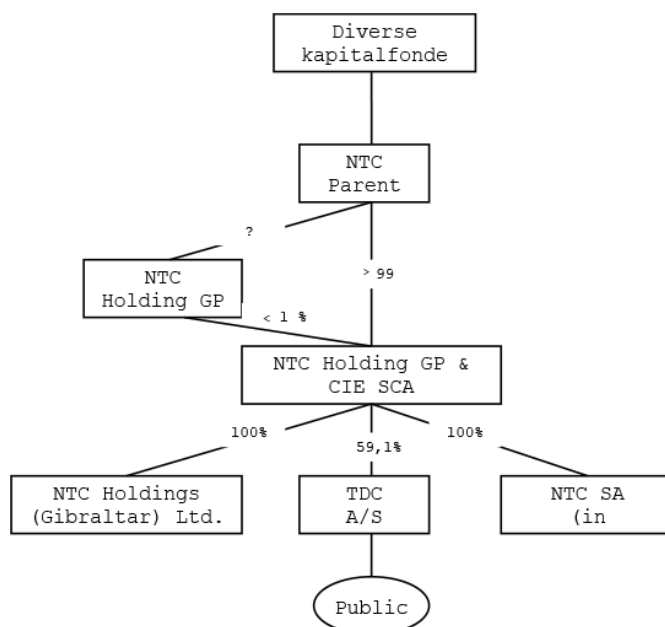 Diverse
kapitalfonde
NTC
Parent
?
NTC
Holding GP
> 99
< 1 %
NTC Holding GP &
CIE SCA
100%
59,1%
100%
NTC Holdings
(Gibraltar) Ltd.
TDC
A/S
NTC SA
(in
Public